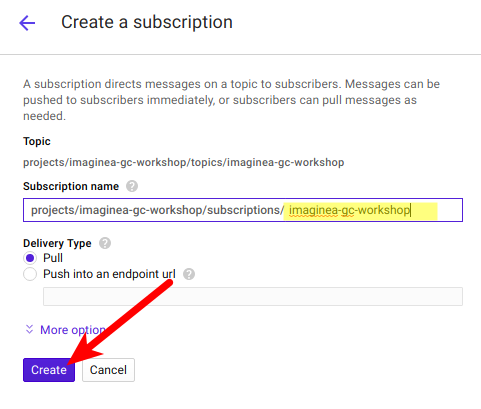 Create a subscription
A subscription directs messages on a topic to subscribers. Messages can be
pushed to subscribers immediately, or subscribers can pull messages as
needed.
Topic
projects/imaginea-gc-workshop/topics/imaginea-gc-workshop
Subscription name ?
projects/imaginea-gc-workshop/subscriptions/ imaginea-gc-workshop
Delivery Type ?
Pull
Push into an endpoint url ?
More option
Create Cancel